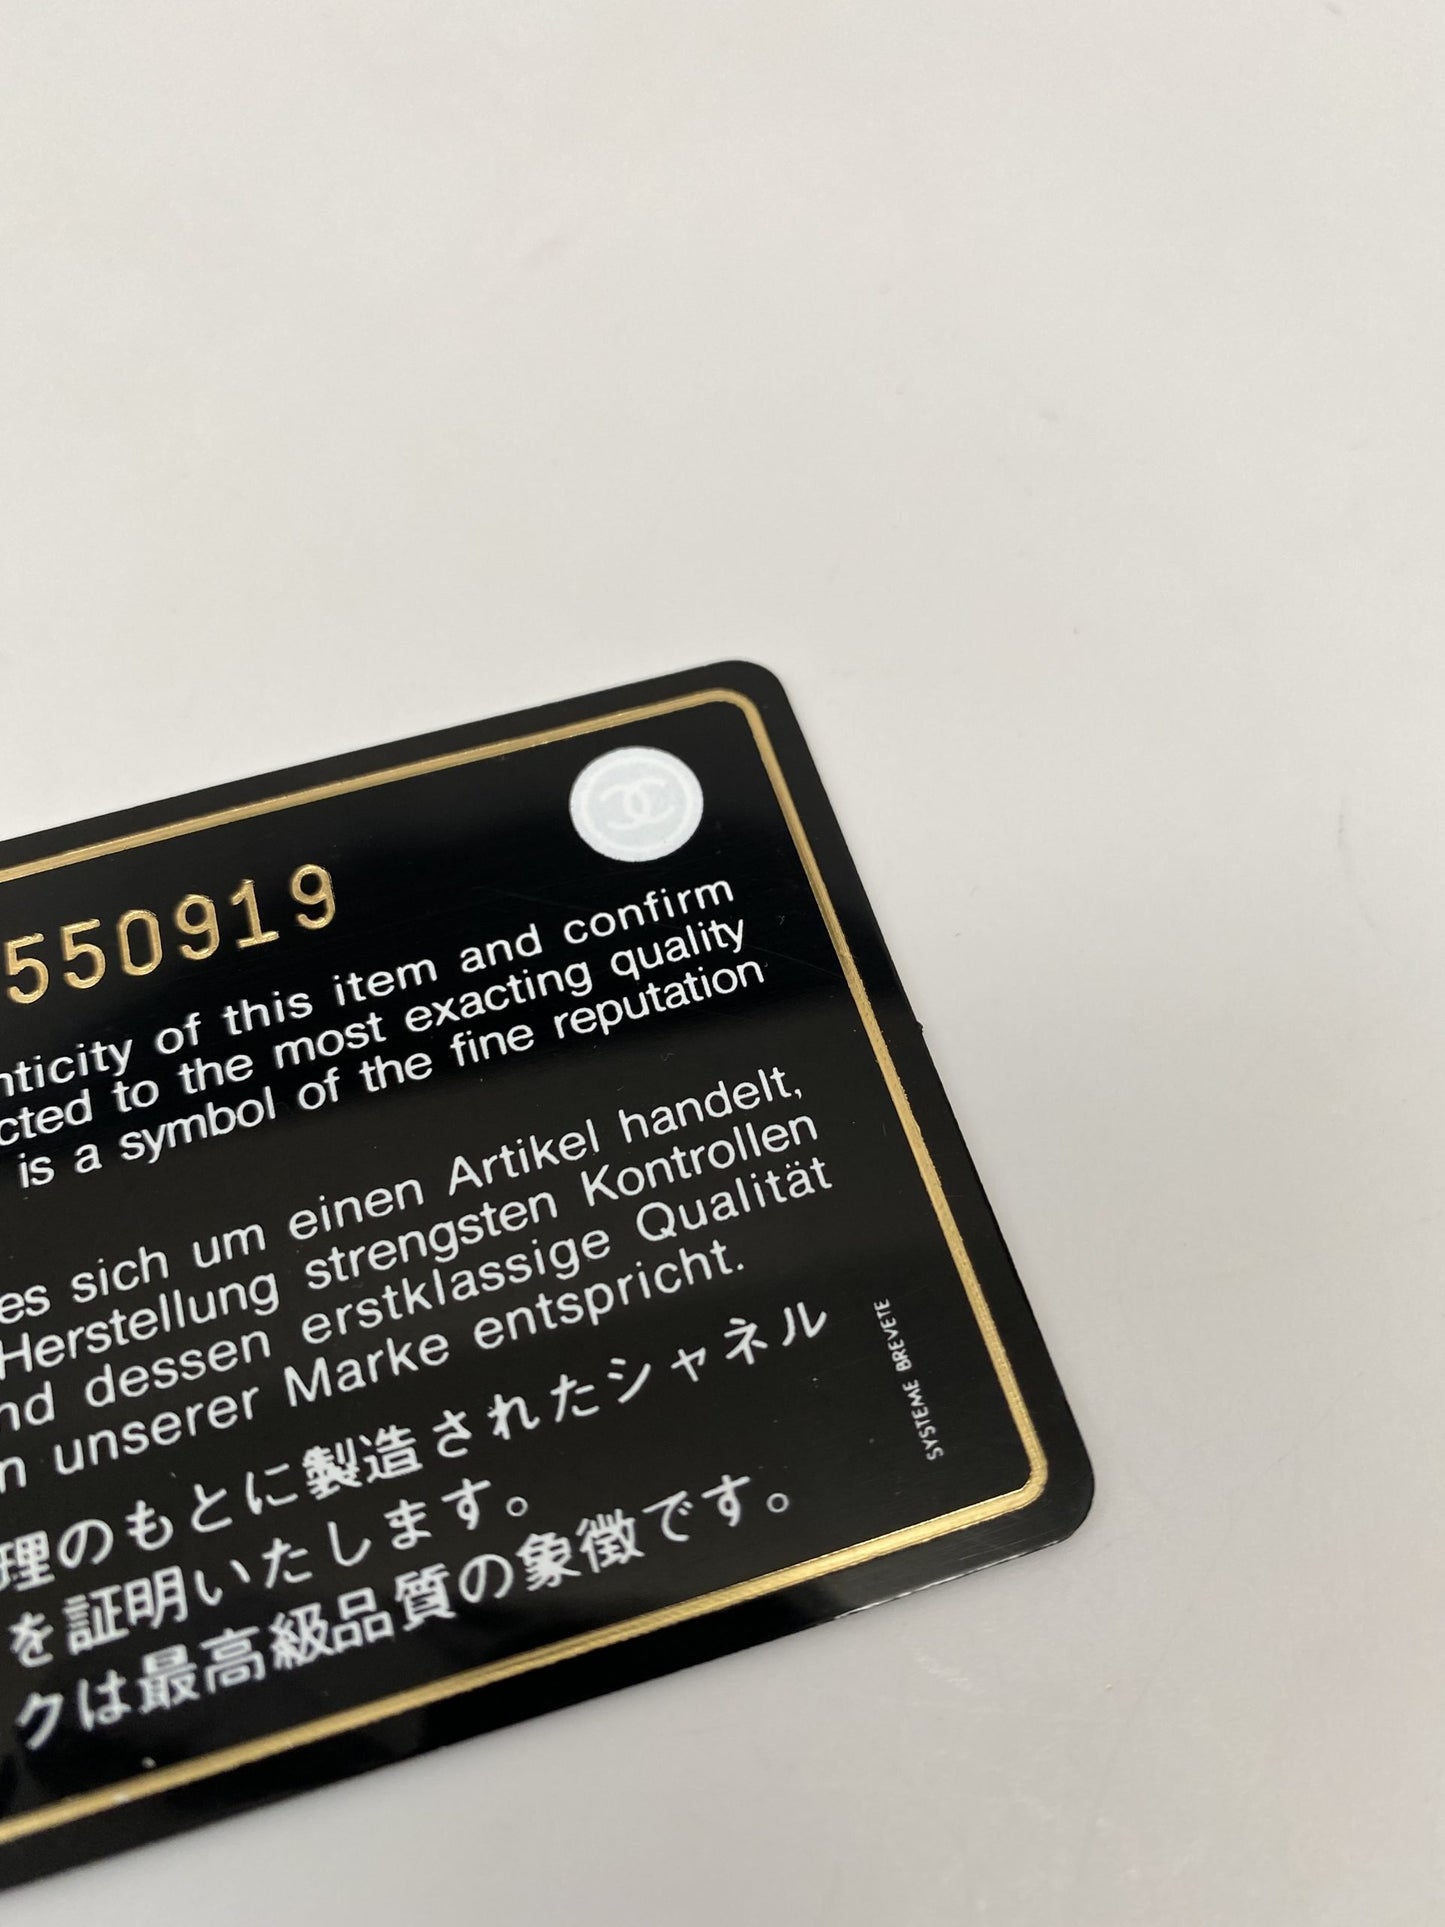 550919
nticity of this item and confirm
cted to the most exacting quality
is a symbol of the fine reputation
es sich um einen Artikel handelt,
Herstellung strengsten Kontrollen
nd dessen erstklassige Qualität
n unserer Marke entspricht.
理のもとに製造されたシャネル
を証明いたします。
クは最高級品質の象徴です。
SYSTEME BREVETE